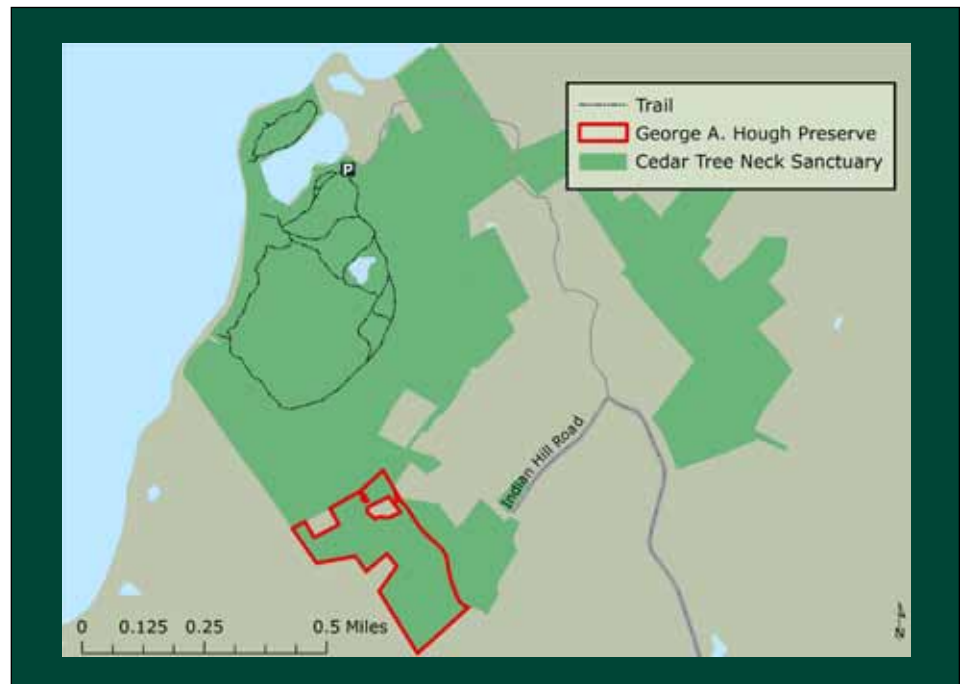 Trail
George A. Hough Preserve
Cedar Tree Neck Sanctuary
P
Indian Hill Road
0 0.125 0.25 0.5 Miles
N